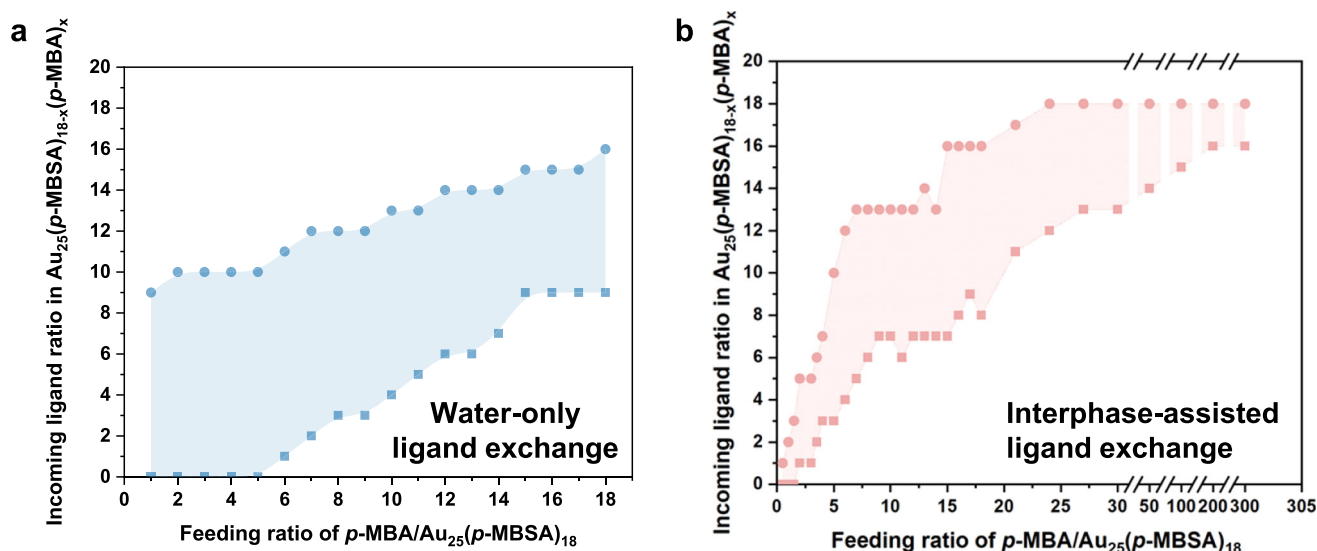 a
Incoming ligand ratio in Au25(p-MBSA)18-x(p-MBA)x
20
18
16
14
12
10
8
6
4
2
0
0 2 4 6 8 10 12 14 16 18
Water-only
ligand exchange
Feeding ratio of p-MBA/Au25(p-MBSA)18
b
Incoming ligand ratio in Au25(p-MBSA)18-x(p-MBA)x
20
18
16
14
12
10
8
6
4
2
0
0 5 10 15 20 25 30 50 100 200 300 305
Interphase-assisted
ligand exchange
Feeding ratio of p-MBA/Au25(p-MBSA)18